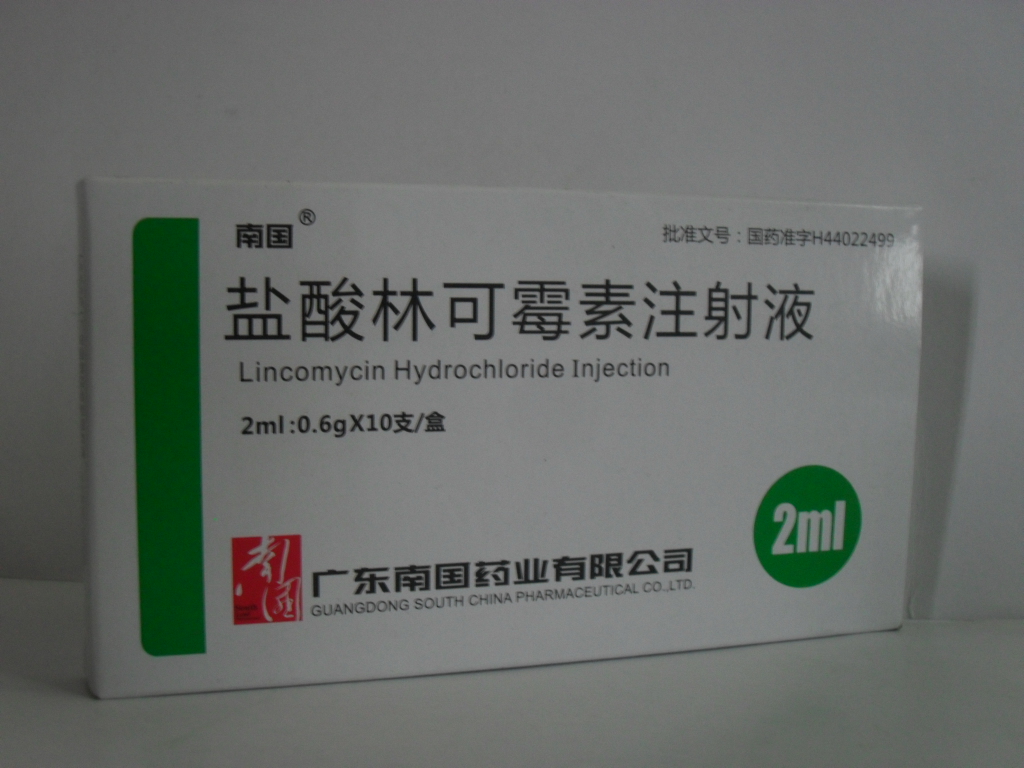 南国®
批准文号：国药准字H44022499
盐酸林可霉素注射液
Lincomycin Hydrochloride Injection
2ml:0.6gX10支/盒
2ml
南国
广东南国药业有限公司
GUANGDONG SOUTH CHINA PHARMACEUTICAL CO.,LTD.